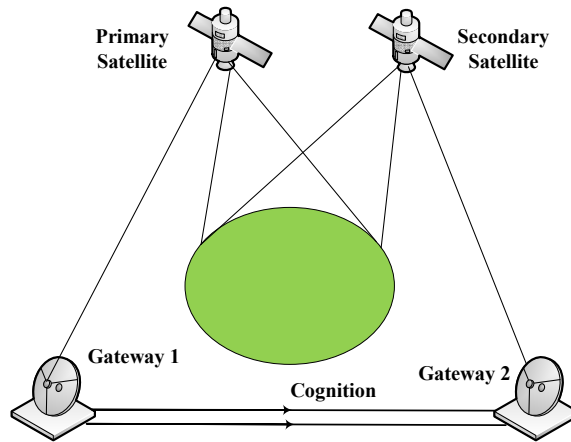 Primary
Satellite
Secondary
Satellite
Gateway 1
Gateway 2
Cognition